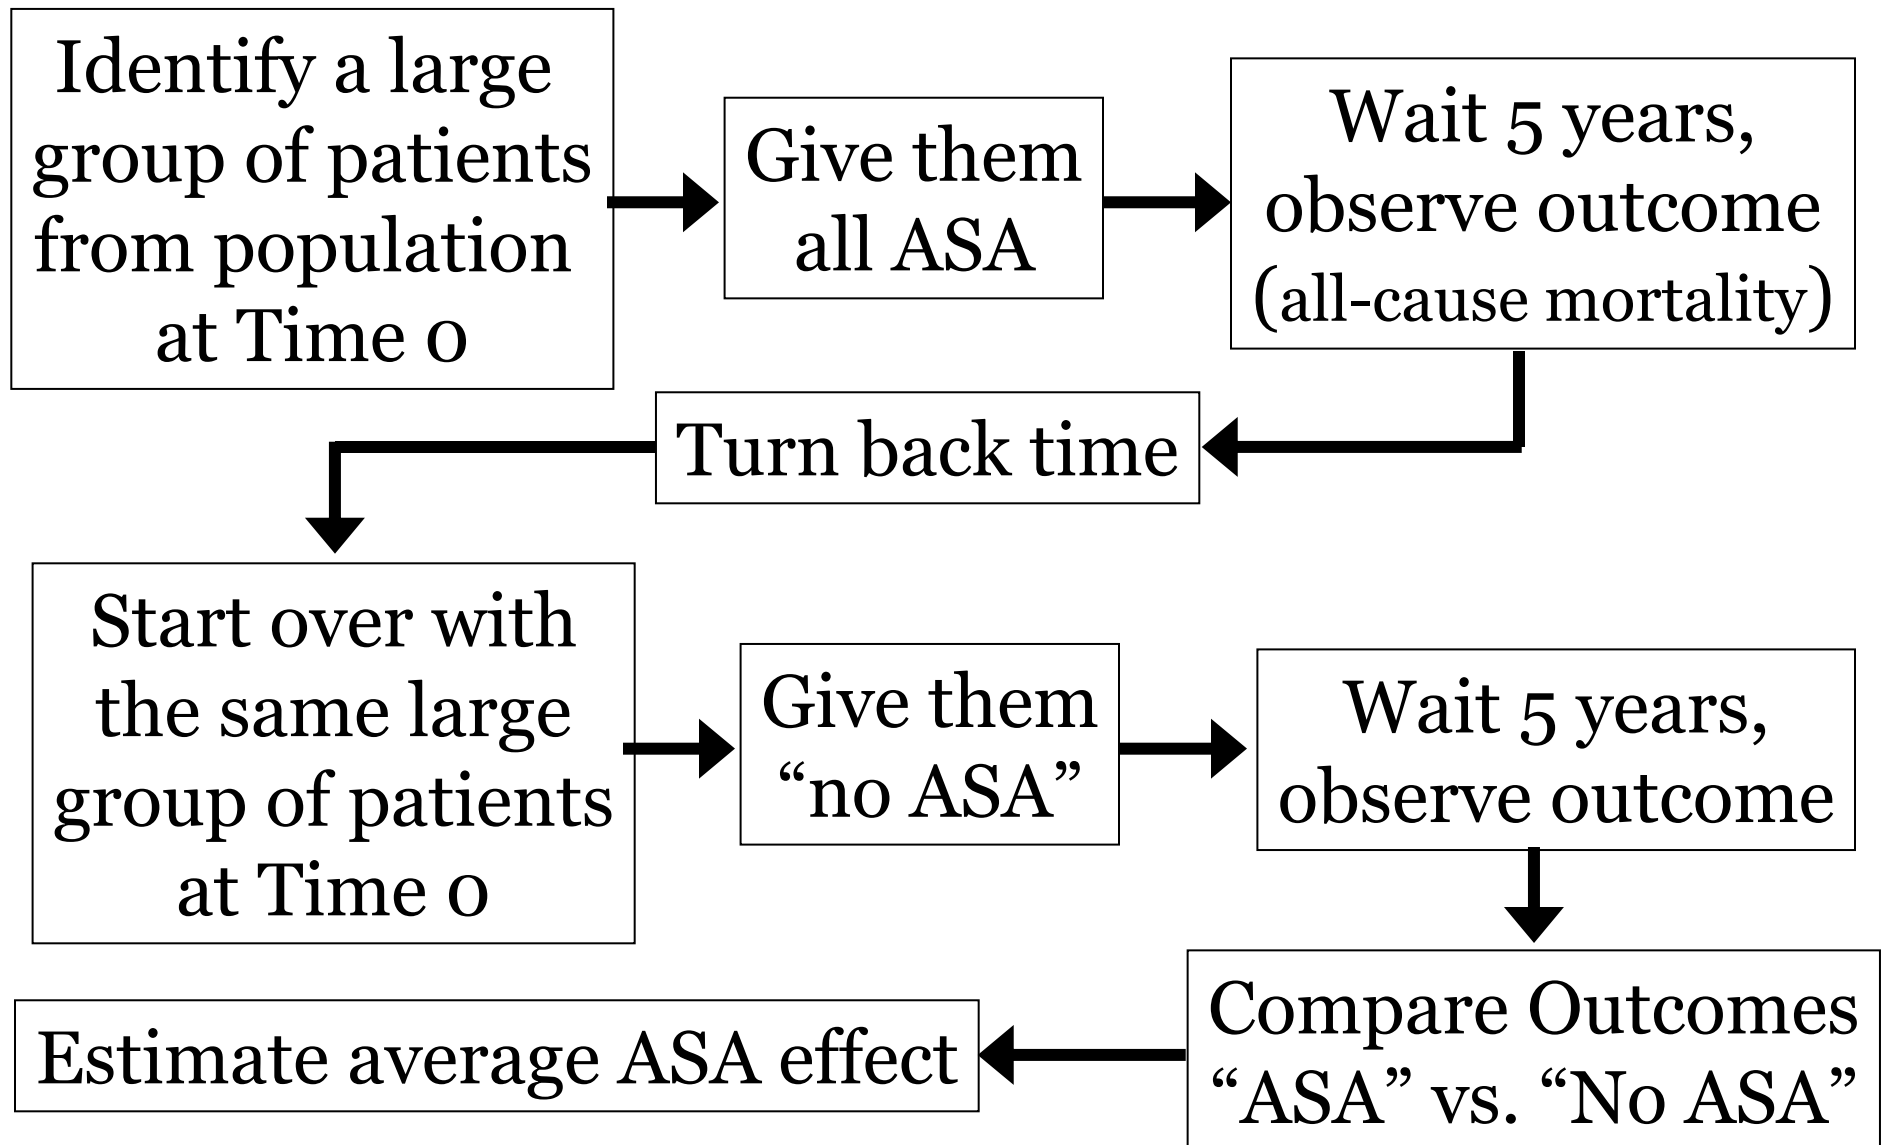 Identify a large
group of patients
from population
at Time 0
Give them
all ASA
Wait 5 years,
observe outcome
(all-cause mortality)
Turn back time
Start over with
the same large
group of patients
at Time 0
Give them
“no ASA”
Wait 5 years,
observe outcome
Compare Outcomes
“ASA” vs. “No ASA”
Estimate average ASA effect